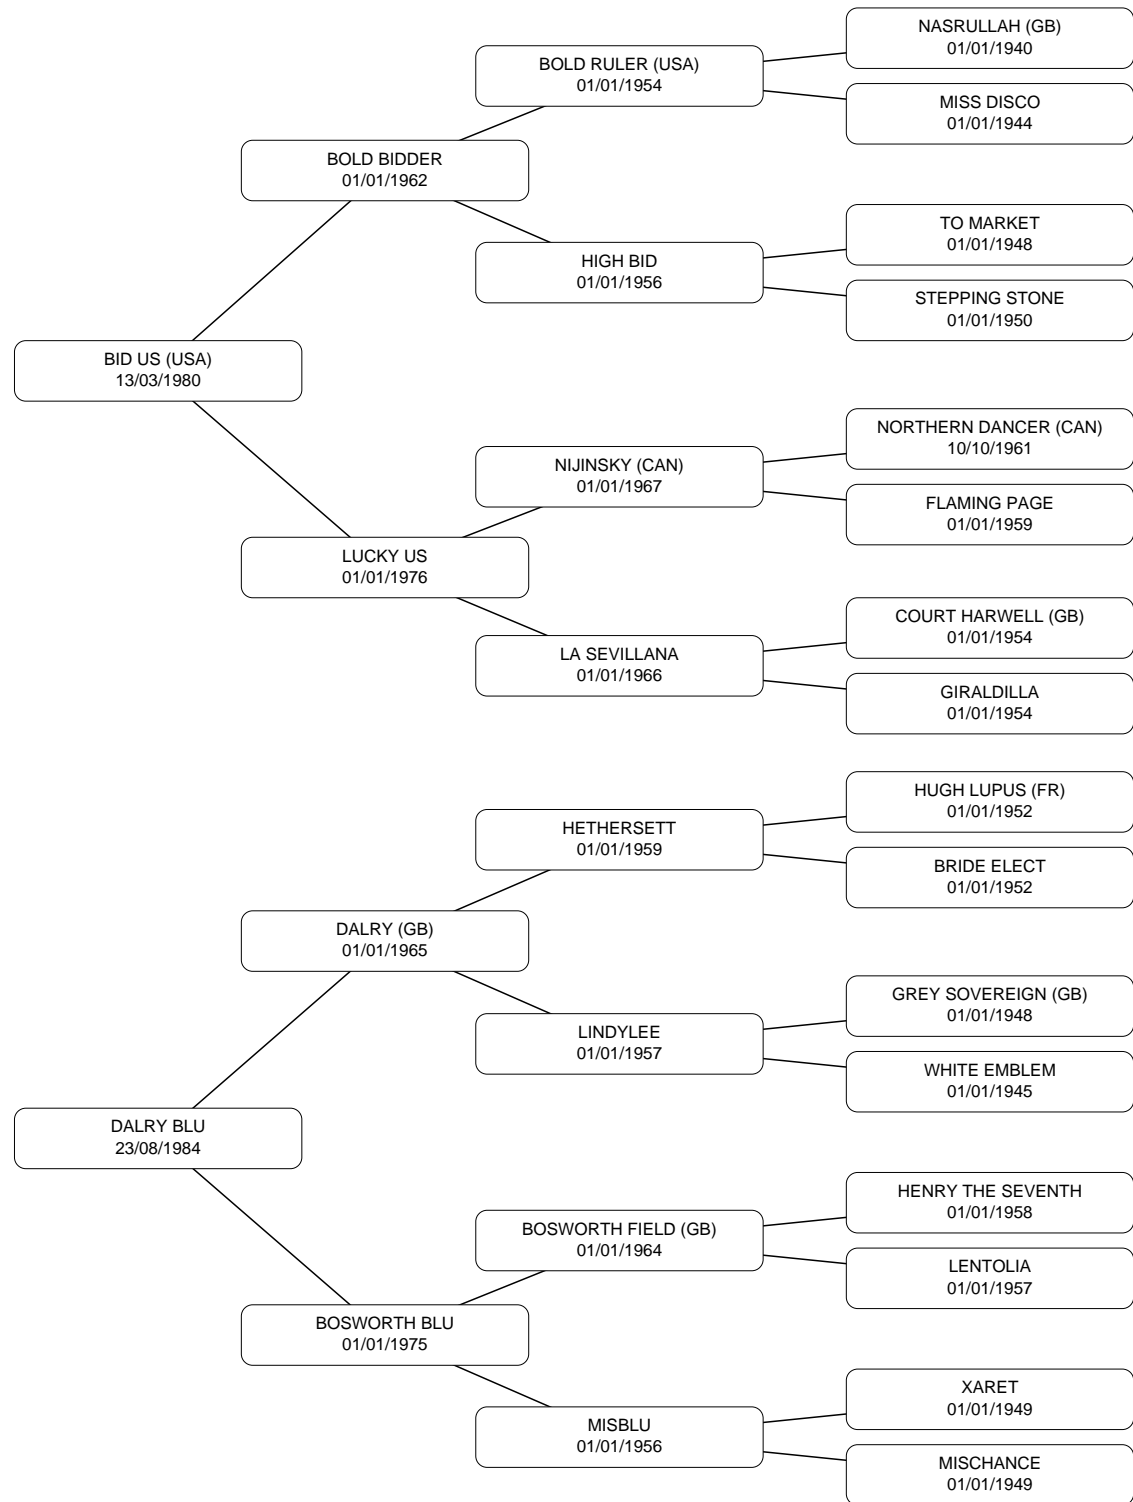 NASRULLAH (GB)
01/01/1940
BOLD RULER (USA)
01/01/1954
MISS DISCO
01/01/1944
BOLD BIDDER
01/01/1962
TO MARKET
01/01/1948
HIGH BID
01/01/1956
STEPPING STONE
01/01/1950
BID US (USA)
13/03/1980
NORTHERN DANCER (CAN)
10/10/1961
NIJINSKY (CAN)
01/01/1967
FLAMING PAGE
01/01/1959
LUCKY US
01/01/1976
COURT HARWELL (GB)
01/01/1954
LA SEVILLANA
01/01/1966
GIRALDILLA
01/01/1954
HUGH LUPUS (FR)
01/01/1952
HETHERSETT
01/01/1959
BRIDE ELECT
01/01/1952
DALRY (GB)
01/01/1965
GREY SOVEREIGN (GB)
01/01/1948
LINDYLEE
01/01/1957
WHITE EMBLEM
01/01/1945
DALRY BLU
23/08/1984
HENRY THE SEVENTH
01/01/1958
BOSWORTH FIELD (GB)
01/01/1964
LENTOLIA
01/01/1957
BOSWORTH BLU
01/01/1975
XARET
01/01/1949
MISBLU
01/01/1956
MISCHANCE
01/01/1949